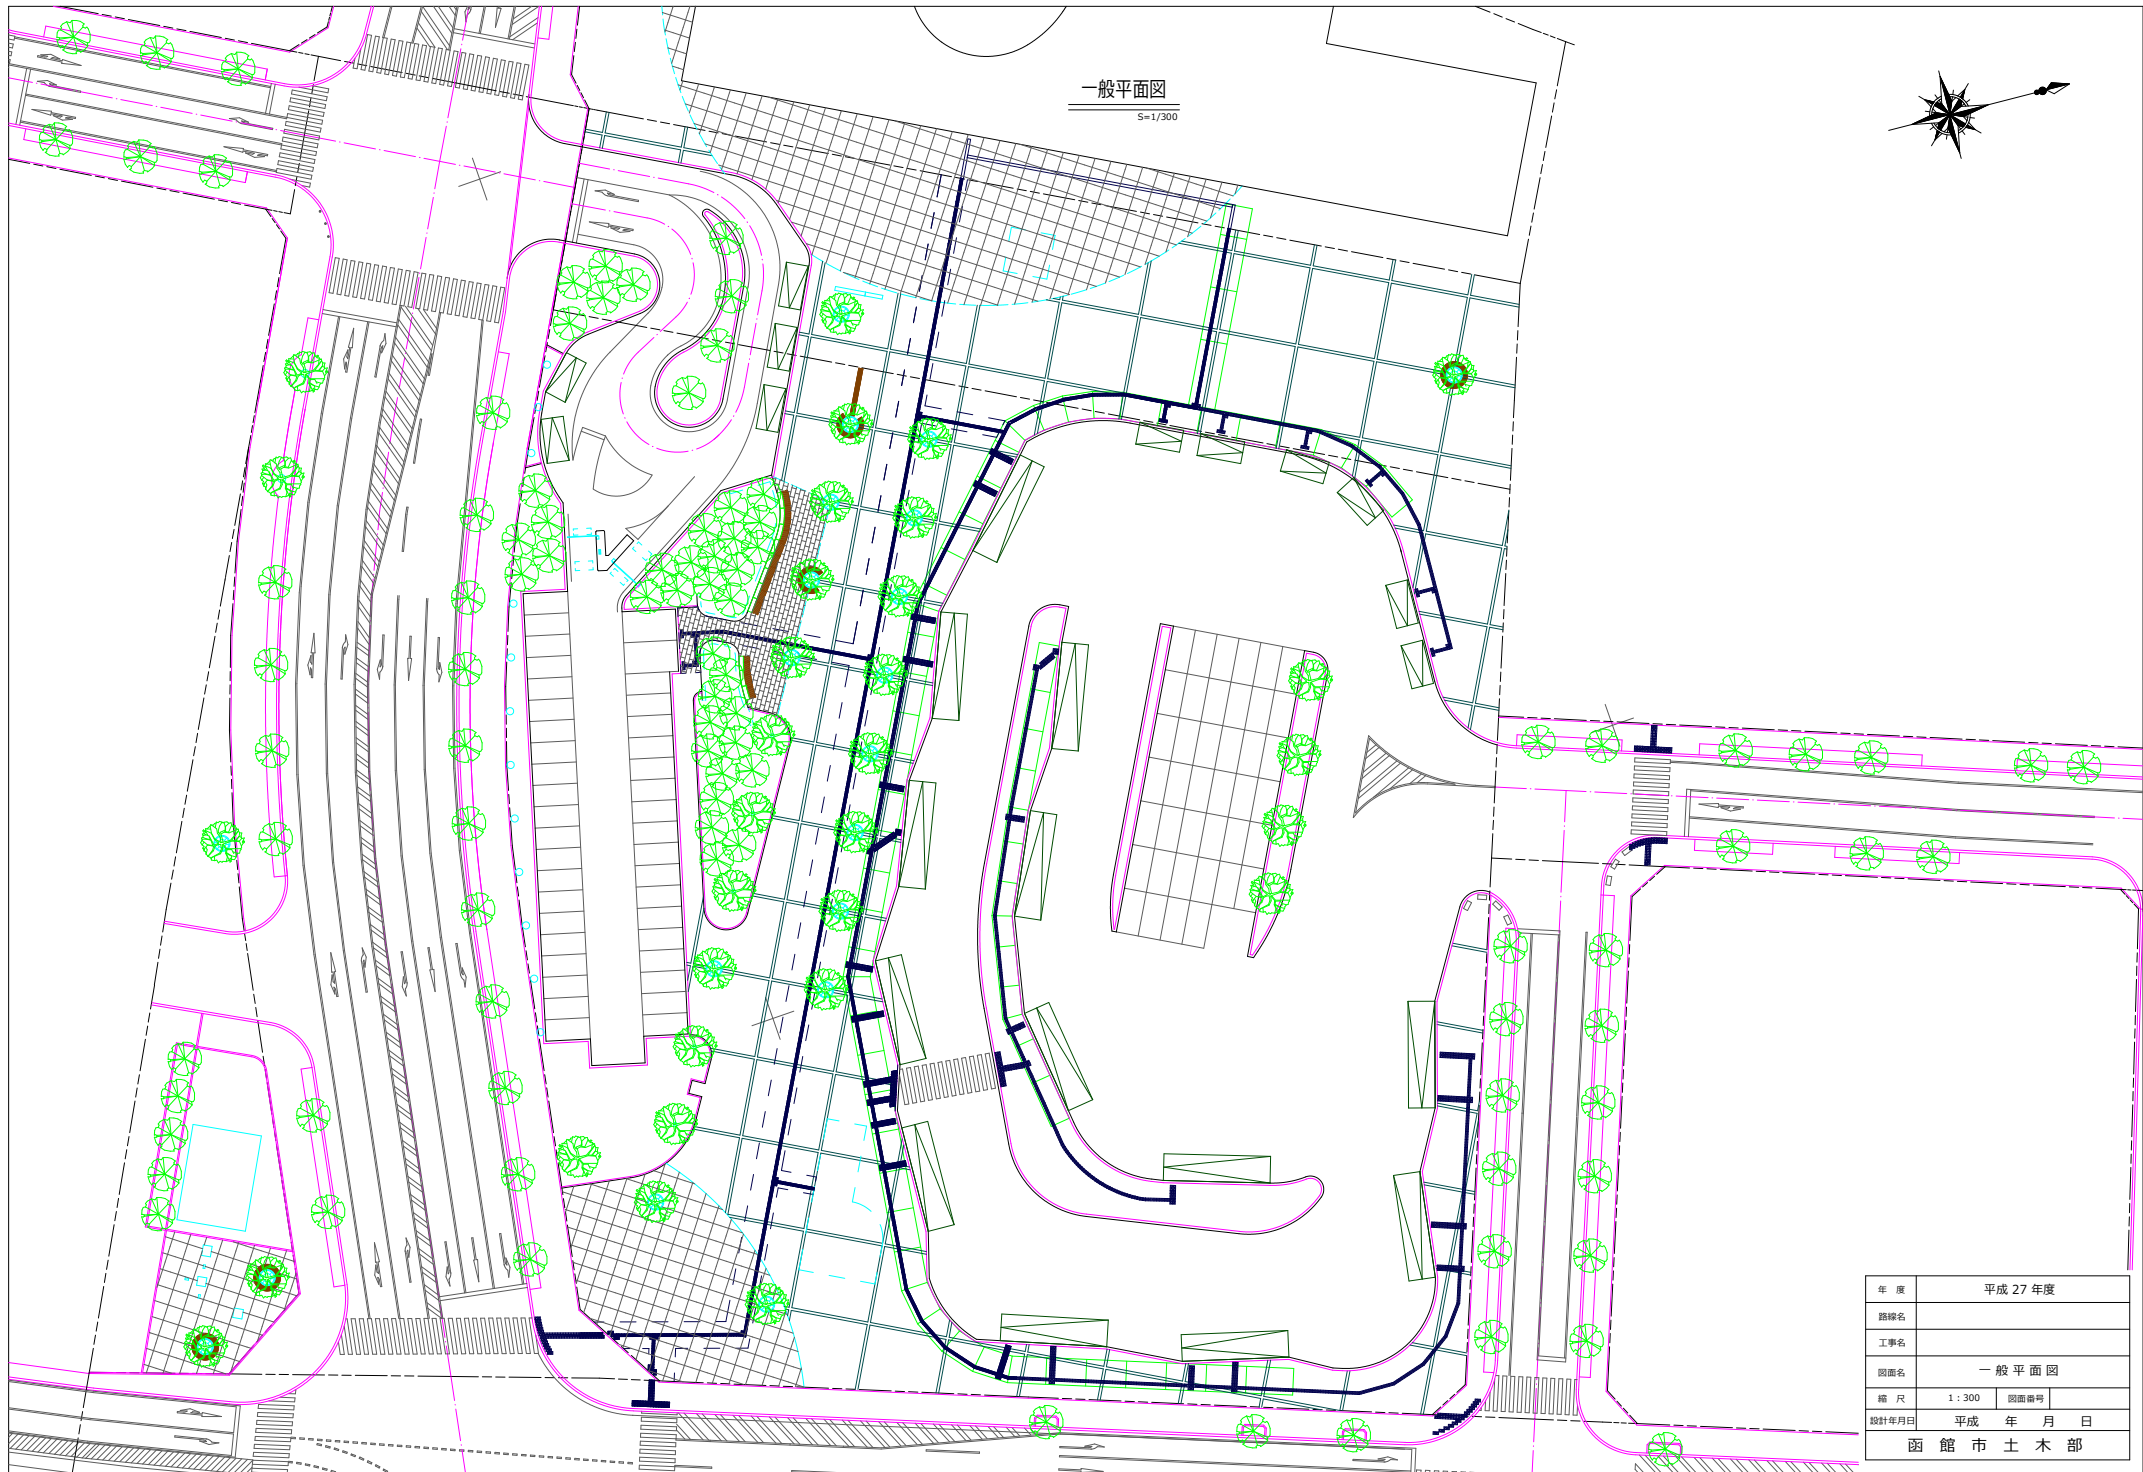 一般平面図
S=1/300
年 度 平成 27 年度
路線名
工事名
図面名 一 般 平 面 図
縮 尺 1 : 300 図面番号
設計年月日 平成 年 月 日
函 館 市 土 木 部